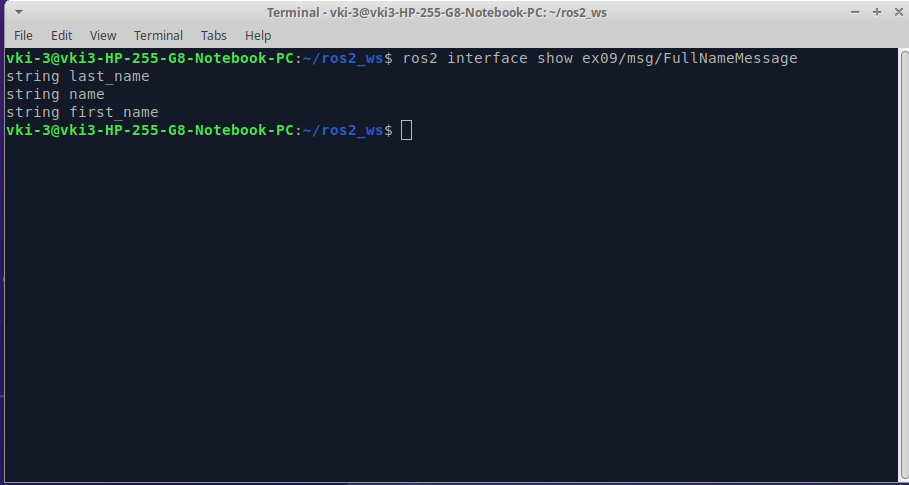 Terminal - vki-3@vki3-HP-255-G8-Notebook-PC: ~/ros2_ws
File Edit View Terminal Tabs Help
vki-3@vki3-HP-255-G8-Notebook-PC:~/ros2_ws$ ros2 interface show ex09/msg/FullNameMessage
string last_name
string name
string first_name
vki-3@vki3-HP-255-G8-Notebook-PC:~/ros2_ws$